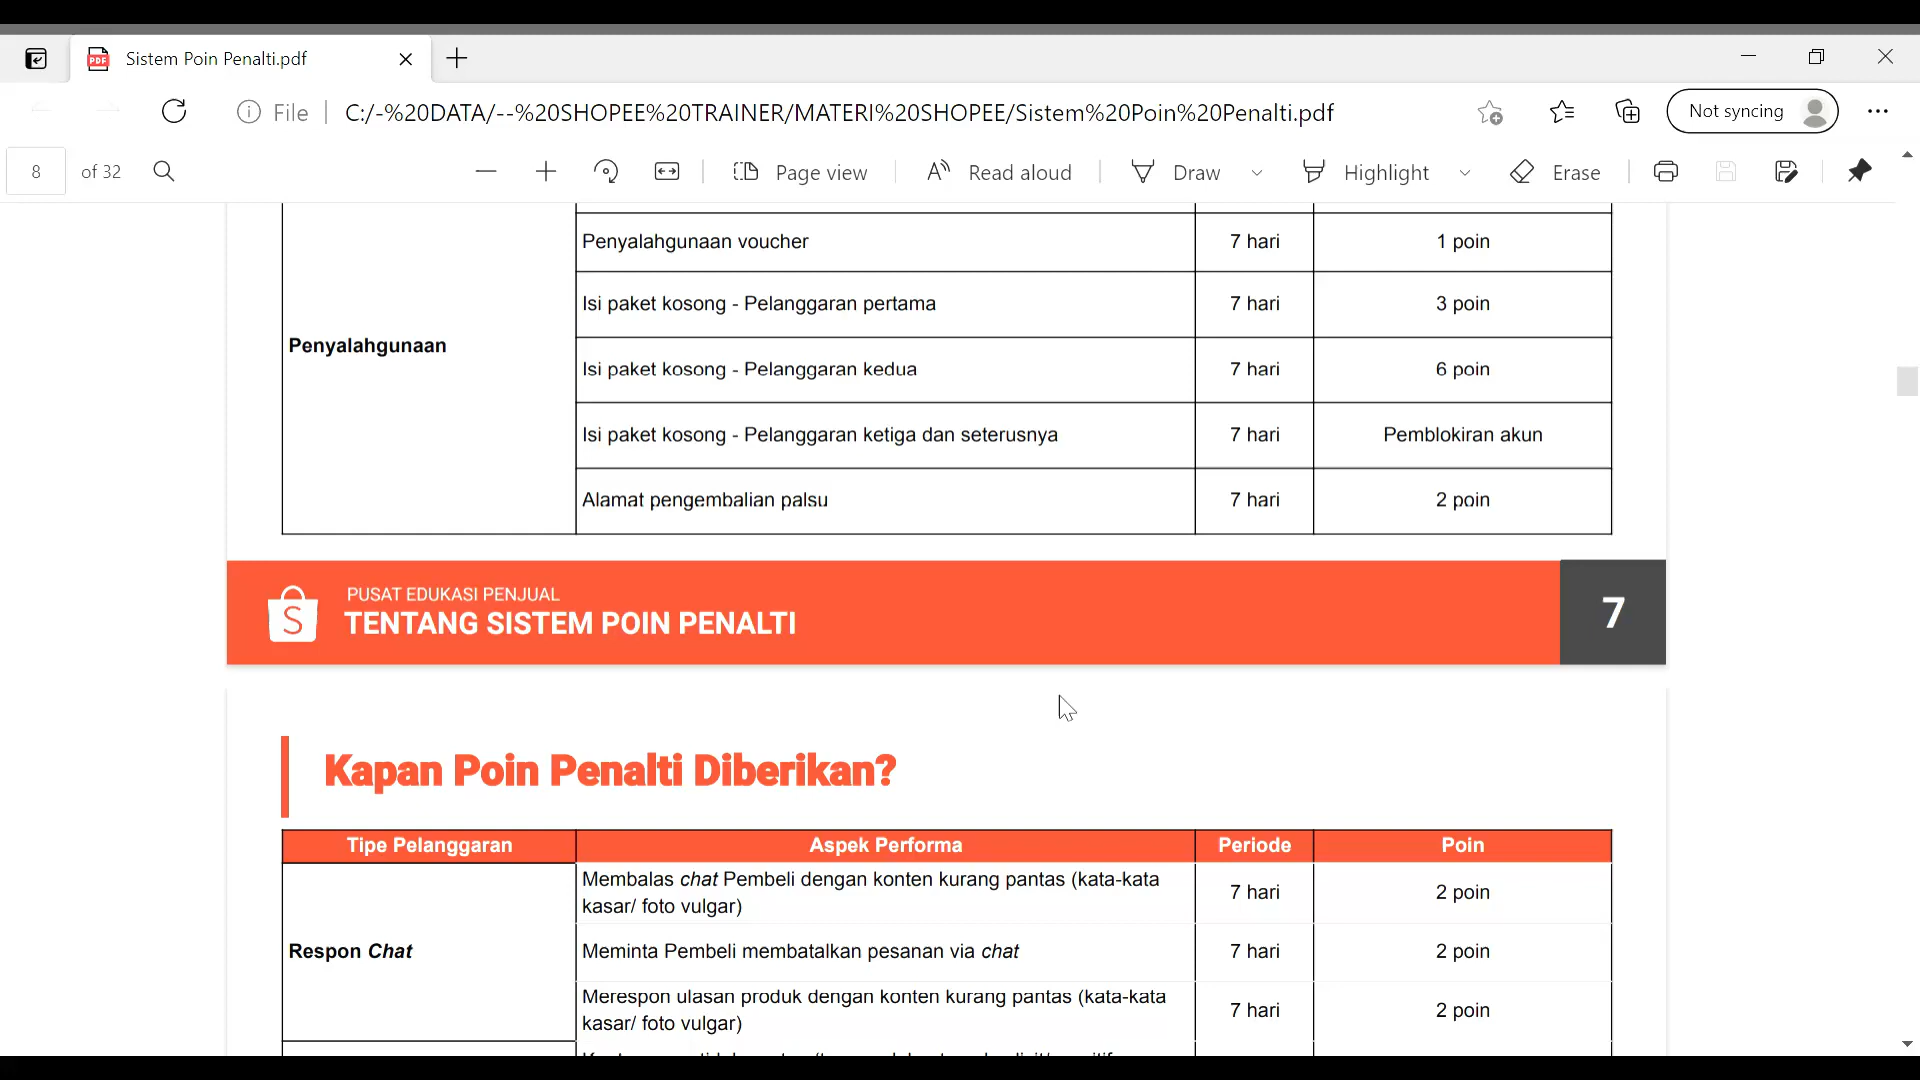 Sistem Poin Penalti.pdf
File
C:/-%20DATA/--%20SHOPEE%20TRAINER/MATERI%20SHOPEE/Sistem%20Poin%20Penalti.pdf
Not syncing
8 of 32
Page view
Read aloud
Draw
Highlight
Erase
Penyalahgunaan
Penyalahgunaan voucher 7 hari 1 poin
Isi paket kosong - Pelanggaran pertama 7 hari 3 poin
Isi paket kosong - Pelanggaran kedua 7 hari 6 poin
Isi paket kosong - Pelanggaran ketiga dan seterusnya 7 hari Pemblokiran akun
Alamat pengembalian palsu 7 hari 2 poin
PUSAT EDUKASI PENJUAL
TENTANG SISTEM POIN PENALTI
7
Kapan Poin Penalti Diberikan?
Tipe Pelanggaran Aspek Performa Periode Poin
Respon Chat
Membalas chat Pembeli dengan konten kurang pantas (kata-kata
kasar/ foto vulgar) 7 hari 2 poin
Meminta Pembeli membatalkan pesanan via chat 7 hari 2 poin
Merespon ulasan produk dengan konten kurang pantas (kata-kata
kasar/ foto vulgar) 7 hari 2 poin